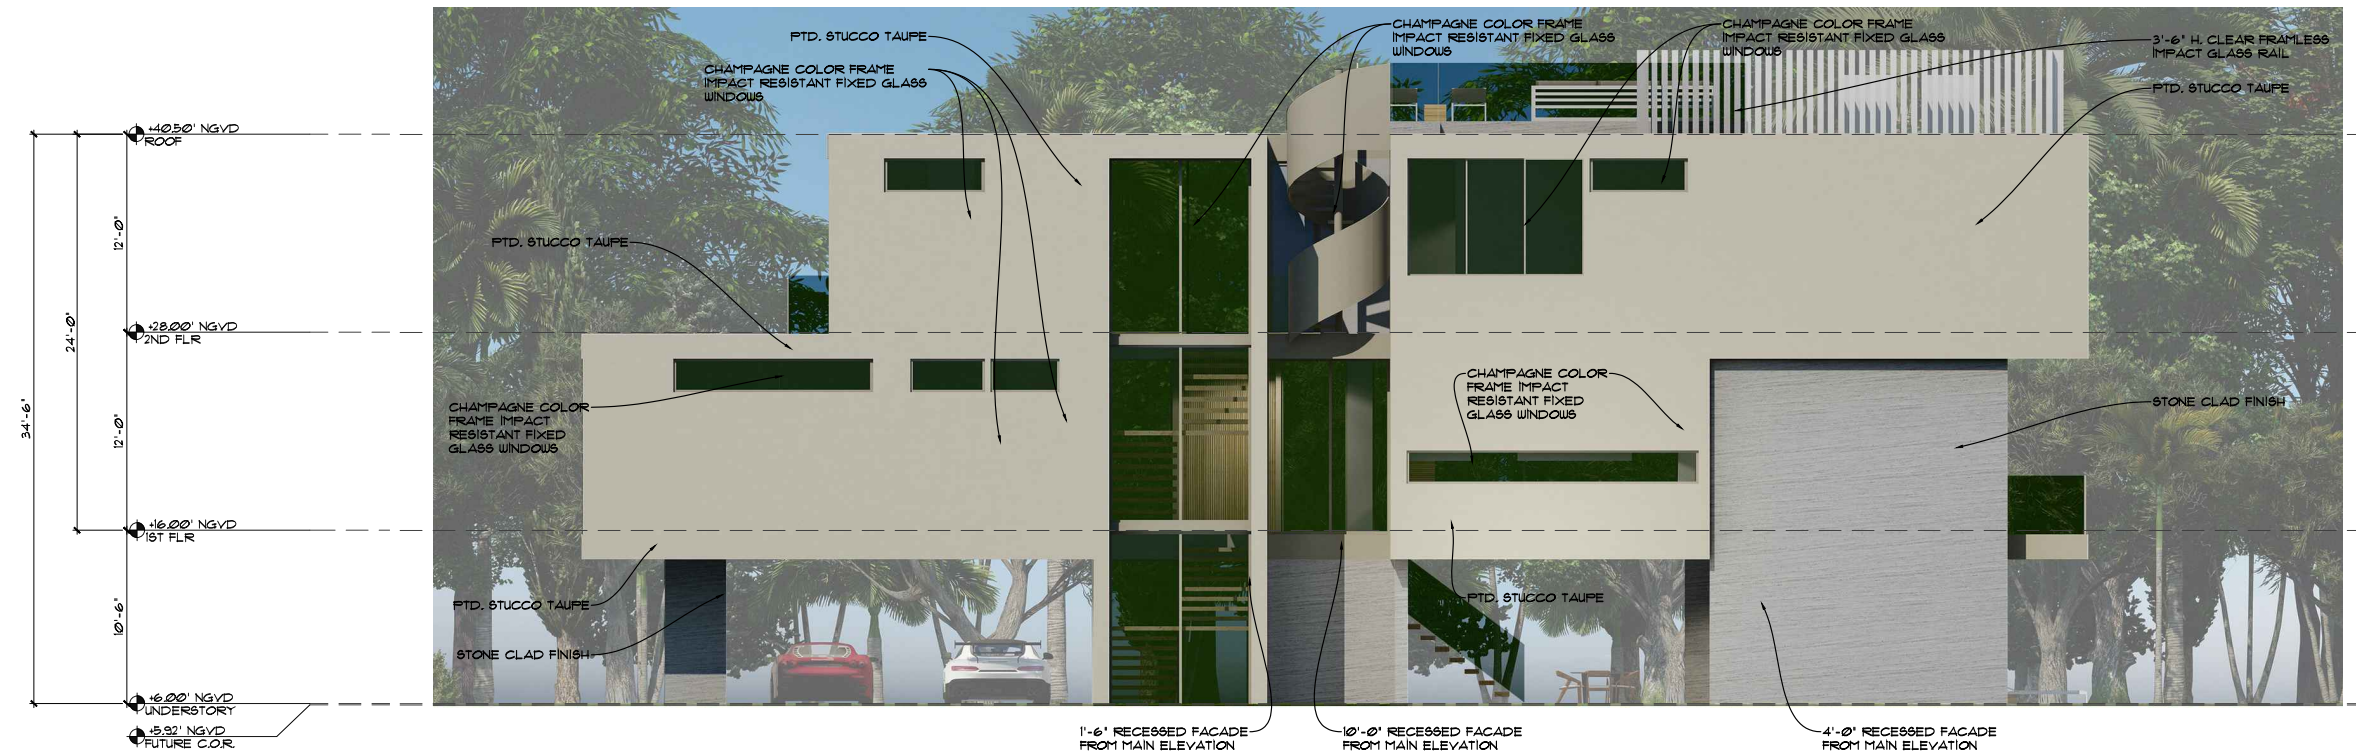 PTD. STUCCO TAUPE
CHAMPAGNE COLOR FRAME
IMPACT RESISTANT FIXED GLASS
WINDOWS
CHAMPAGNE COLOR FRAME
IMPACT RESISTANT FIXED GLASS
WINDOWS
CHAMPAGNE COLOR FRAME
IMPACT RESISTANT FIXED GLASS
WINDOWS
3'-6" H. CLEAR FRAMLESS
IMPACT GLASS RAIL
PTD. STUCCO TAUPE
+40.50' NGVD
ROOF
12'-0"
PTD. STUCCO TAUPE
+28.00' NGVD
2ND FLR
24'-0"
34'-6"
12'-0"
CHAMPAGNE COLOR
FRAME IMPACT
RESISTANT FIXED
GLASS WINDOWS
CHAMPAGNE COLOR
FRAME IMPACT
RESISTANT FIXED
GLASS WINDOWS
STONE CLAD FINISH
+16.00' NGVD
1ST FLR
10'-6"
PTD. STUCCO TAUPE
PTD. STUCCO TAUPE
STONE CLAD FINISH
+6.00' NGVD
UNDERSTORY
+5.92' NGVD
FUTURE C.O.R.
1'-6" RECESSED FACADE
FROM MAIN ELEVATION
10'-0" RECESSED FACADE
FROM MAIN ELEVATION
4'-0" RECESSED FACADE
FROM MAIN ELEVATION